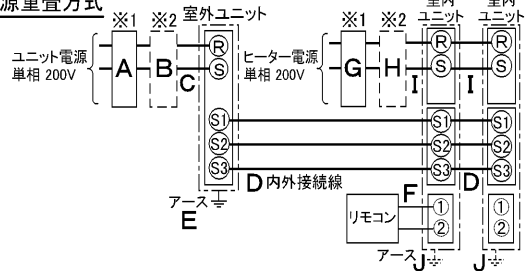 源重畳方式
※1 ※2 室外ユニット ※1 ※2 室内ユニット 室内ユニット
ユニット電源
単相 200V
A B C R S
ヒーター電源
単相 200V
G H I R S I R S
S1 S1 S1
S2 S2 S2
S3 S3 S3
D 内外接続線 D
アース
E
リモコン F ① ② ① ②
アース J J